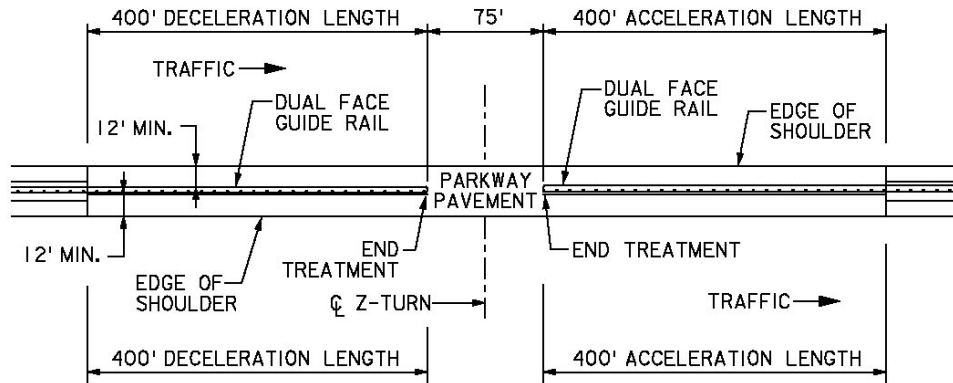 400' DECELERATION LENGTH
75'
400' ACCELERATION LENGTH
TRAFFIC
DUAL FACE
GUIDE RAIL
DUAL FACE
GUIDE RAIL
EDGE OF
SHOULDER
12' MIN.
PARKWAY
PAVEMENT
12' MIN.
END
TREATMENT
END TREATMENT
EDGE OF
SHOULDER
℄ Z-TURN
TRAFFIC
400' DECELERATION LENGTH
400' ACCELERATION LENGTH